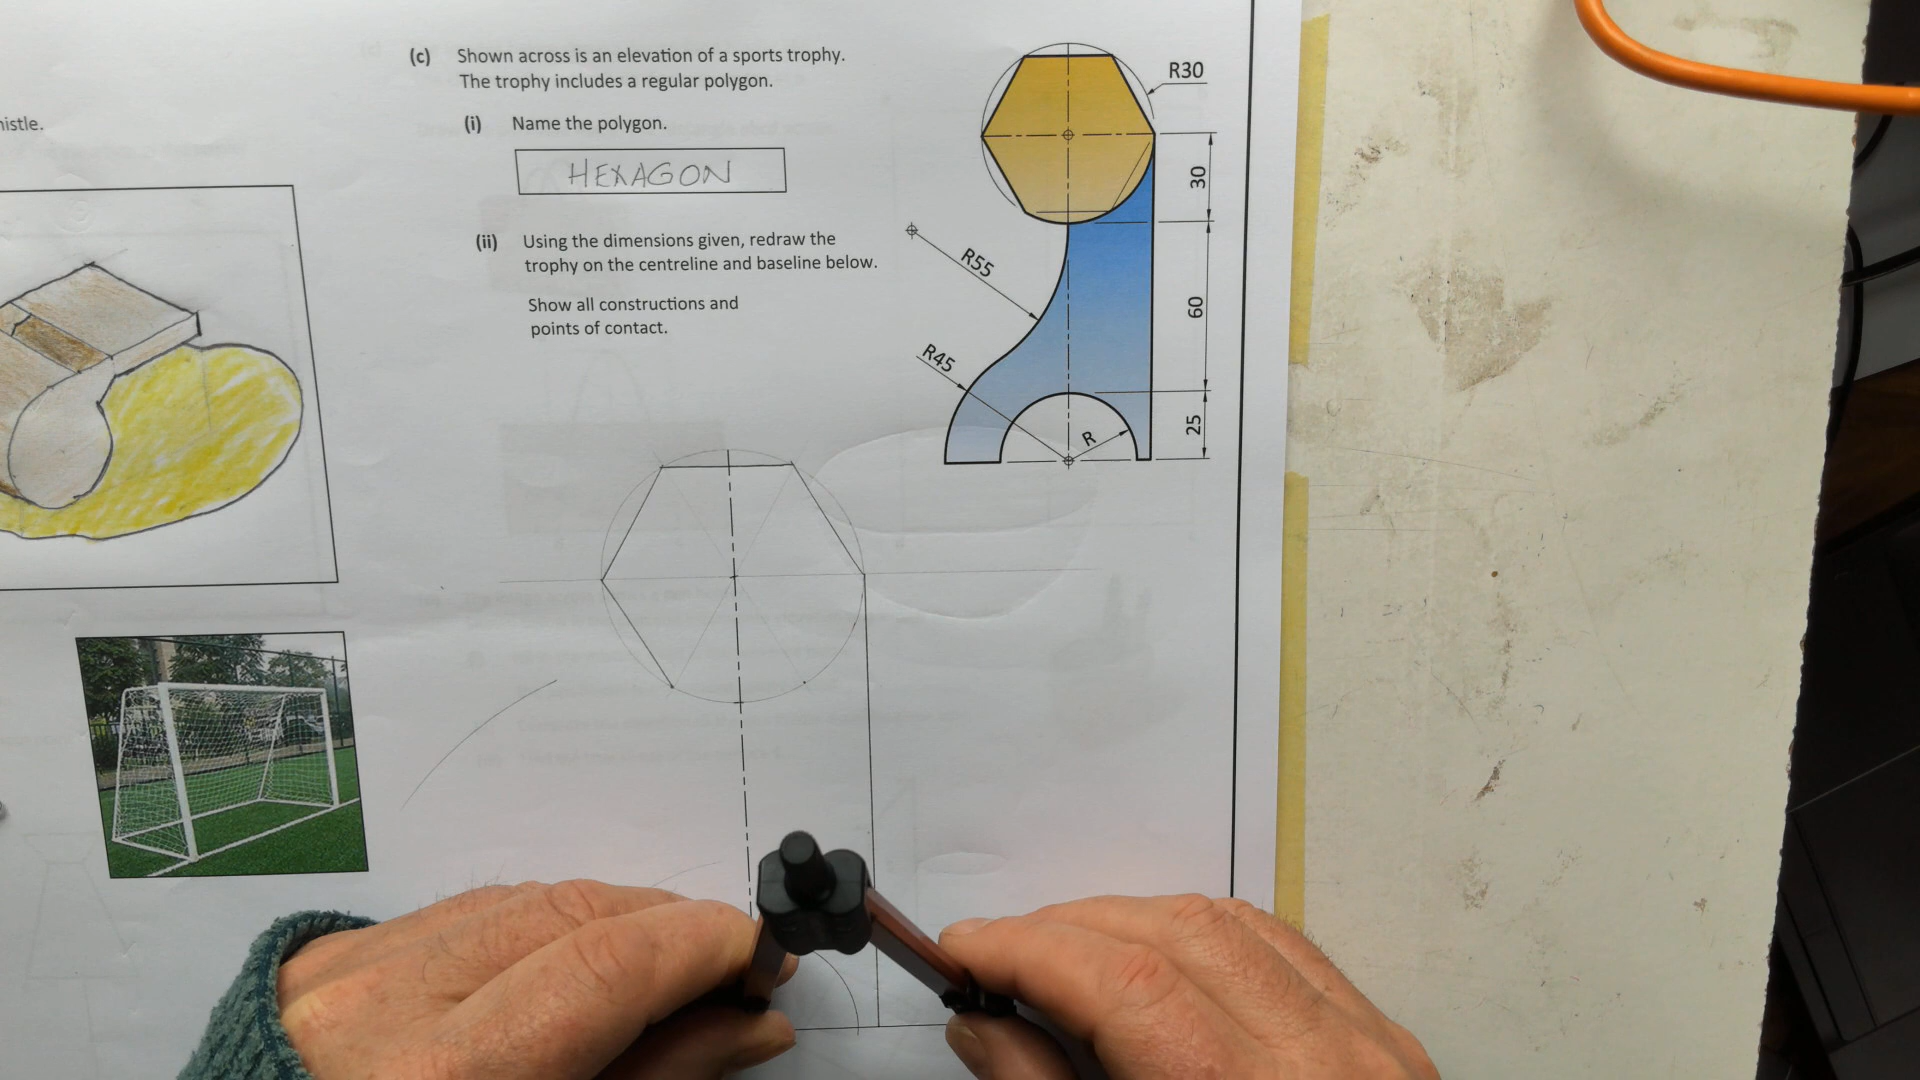 (c) Shown across is an elevation of a sports trophy.
The trophy includes a regular polygon.
(i) Name the polygon.
HEXAGON
(ii) Using the dimensions given, redraw the
trophy on the centreline and baseline below.
Show all constructions and
points of contact.
R30
30
R55
60
R45
R
25